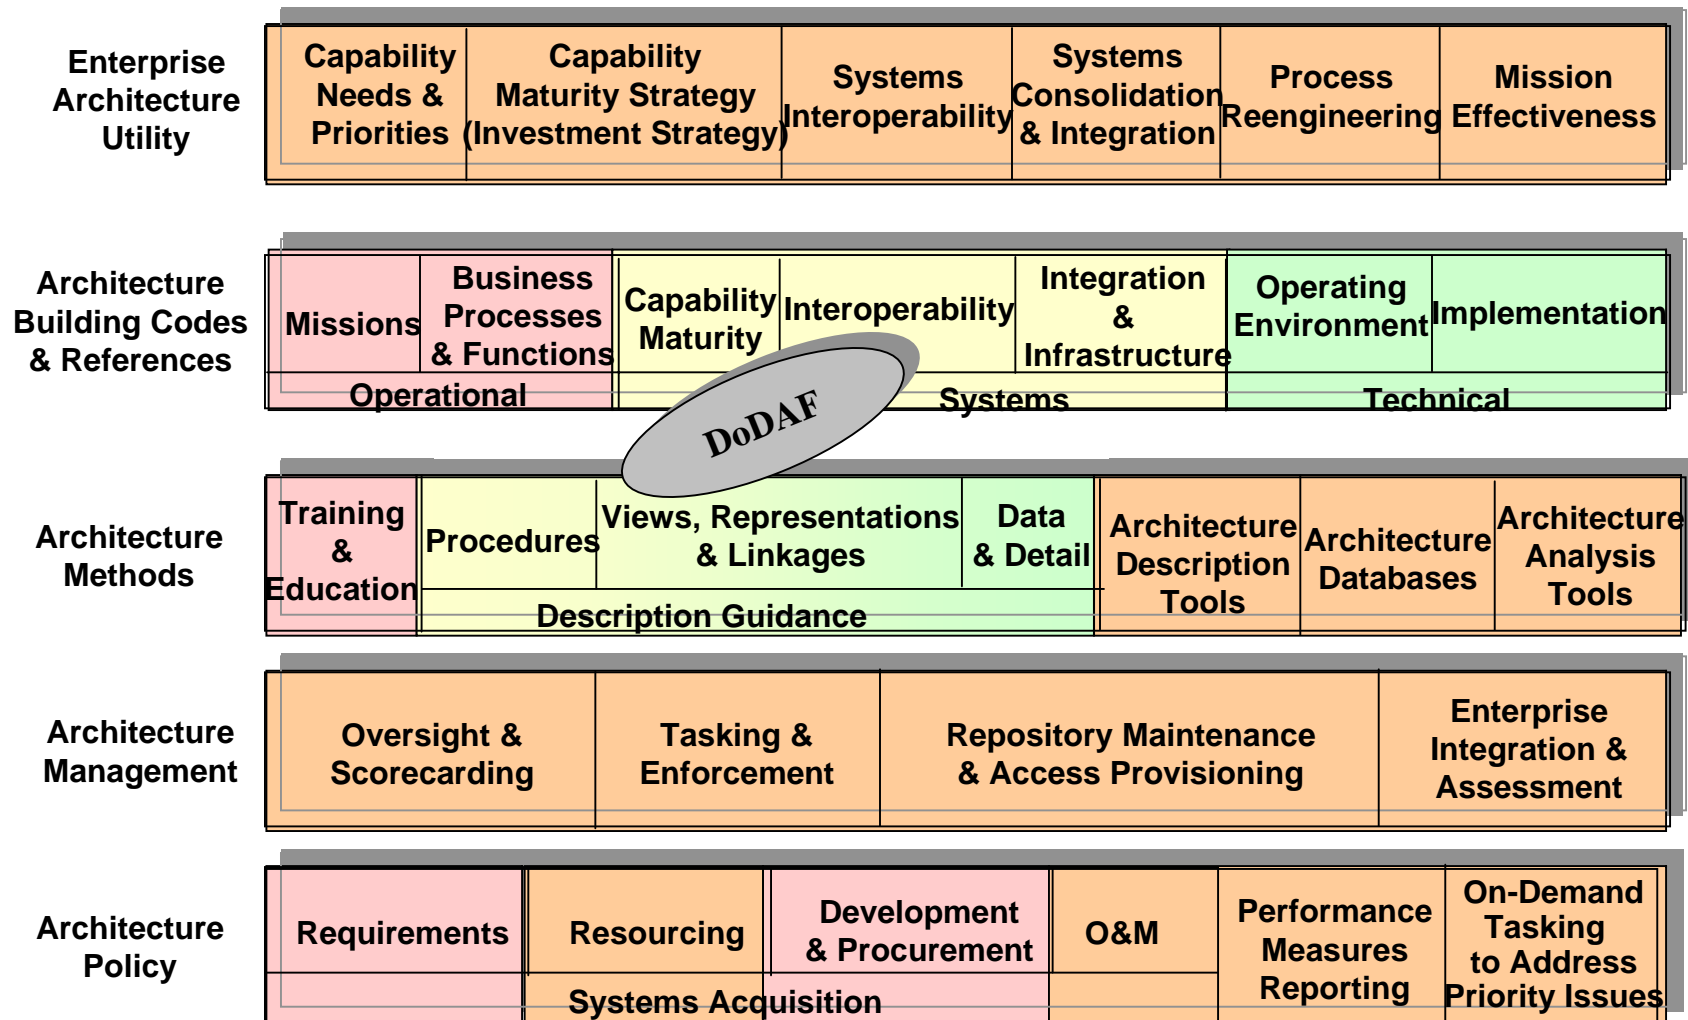 Enterprise
Architecture
Utility
Capability
Needs &
Priorities
Capability
Maturity Strategy
(Investment Strategy)
Systems
Interoperability
Systems
Consolidation
& Integration
Process
Reengineering
Mission
Effectiveness
Architecture
Building Codes
& References
Missions
Business
Processes
& Functions
Operational
Capability
Maturity
Interoperability
Integration
&
Infrastructure
Systems
Operating
Environment
Implementation
Technical
DoDAF
Architecture
Methods
Training
&
Education
Procedures
Views, Representations
& Linkages
Data
& Detail
Description Guidance
Architecture
Description
Tools
Architecture
Databases
Architecture
Analysis
Tools
Architecture
Management
Oversight &
Scorecarding
Tasking &
Enforcement
Repository Maintenance
& Access Provisioning
Enterprise
Integration &
Assessment
Architecture
Policy
Requirements
Resourcing
Development
& Procurement
O&M
Systems Acquisition
Performance
Measures
Reporting
On-Demand
Tasking
to Address
Priority Issues